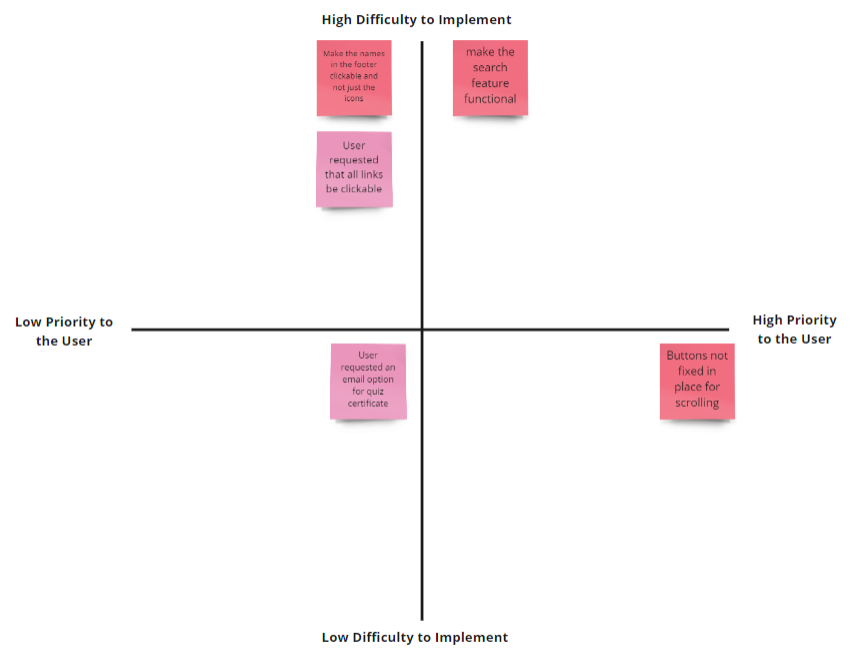 High Difficulty to Implement
Make the names
in the footer
clickable and
not just the
icons
make the
search
feature
functional
User
requested
that all links
be clickable
Low Priority to
the User
High Priority
to the User
User
requested an
email option
for quiz
certificate
Buttons not
fixed in
place for
scrolling
Low Difficulty to Implement